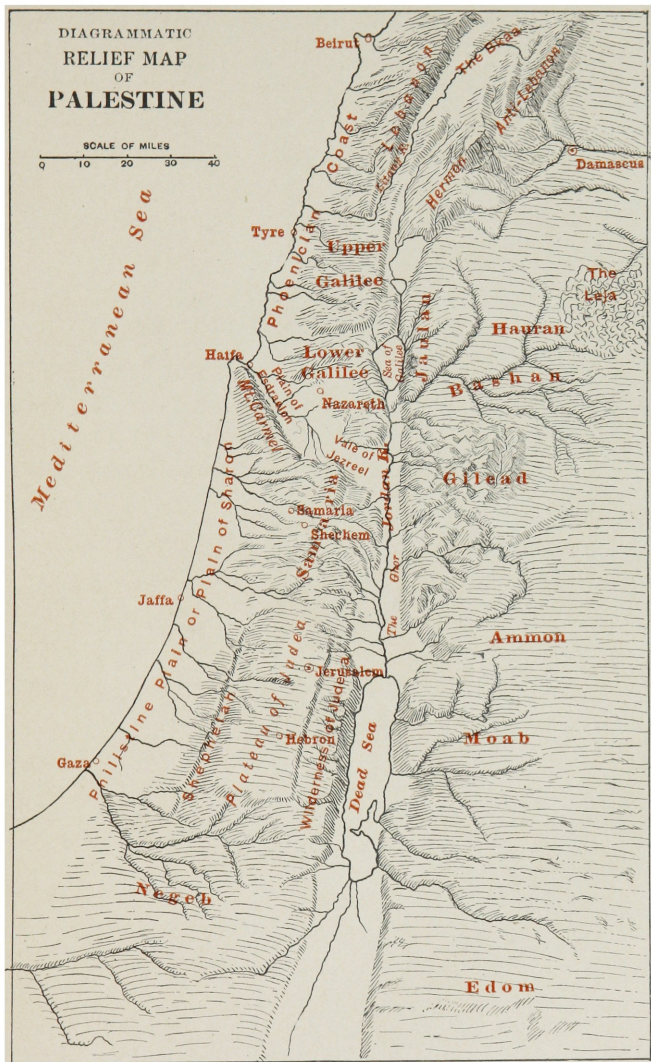 DIAGRAMMATIC
RELIEF MAP
OF
PALESTINE
SCALE OF MILES
0 10 20 40
Beirut
The Bkaa
Lebanon
Anti-Lebanon
Damascus
Hermon
Phoenician Coast
Mediterranean Sea
Tyre
Upper
Galilee
The
Leja
Jaulan
Hauran
Haifa
Lower
Galilee
Sea of
Galilee
Bashan
Plain of
Esdraelon
Nazareth
Mt. Carmel
Vale of
Jezreel
Jordan R.
Gilead
Samaria
Samaria
Shechem
The Ghor
Philistine Plain or Plain of Sharon
Jaffa
Ammon
Jerusalem
Plateau of Judea
Wilderness of Judea
Shephelah
Hebron
Dead Sea
Moab
Gaza
Negeb
Edom